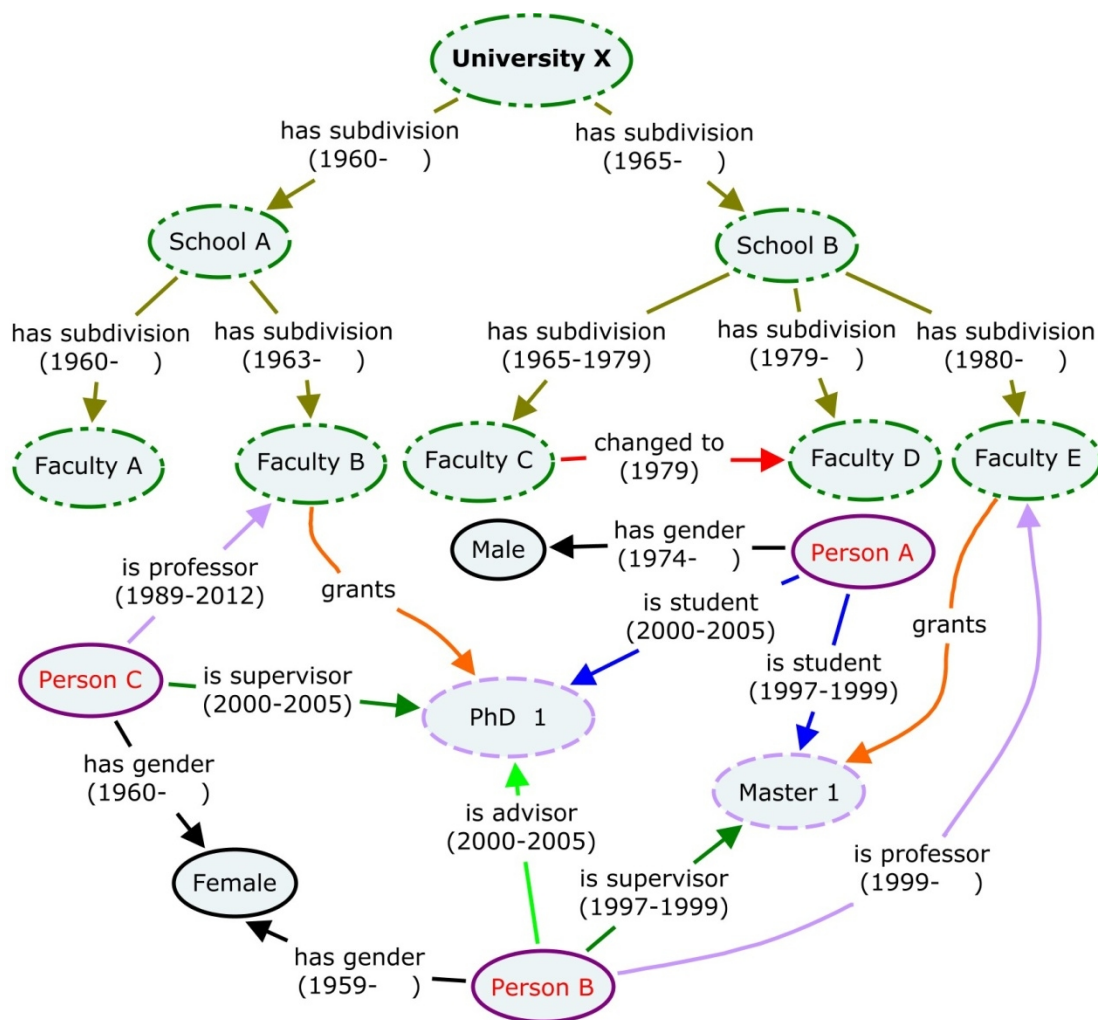 University X
has subdivision
(1960-    )
has subdivision
(1965-    )
School A
School B
has subdivision
(1960-    )
has subdivision
(1963-    )
has subdivision
(1965-1979)
has subdivision
(1979-    )
has subdivision
(1980-    )
Faculty A
Faculty B
Faculty C
changed to
(1979)
Faculty D
Faculty E
Male
has gender
(1974-    )
Person A
is professor
(1989-2012)
grants
is student
(2000-2005)
grants
is student
(1997-1999)
Person C
is supervisor
(2000-2005)
PhD  1
has gender
(1960-    )
Master 1
is advisor
(2000-2005)
Female
is supervisor
(1997-1999)
is professor
(1999-    )
has gender
(1959-    )
Person B